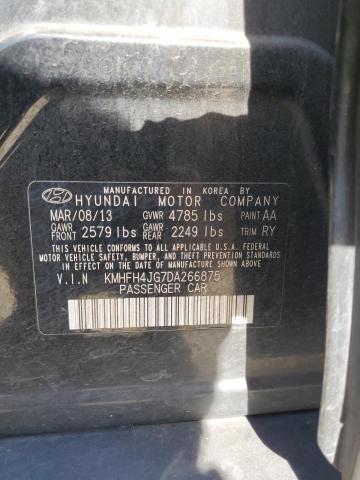 MANUFACTURED IN KOREA BY
HYUNDAI MOTOR COMPANY
MAR/08/13 GVWR 4785 lbs PAINT AA
GAWR FRONT 2579 lbs GAWR REAR 2249 lbs TRIM RY
THIS VEHICLE CONFORMS TO ALL APPLICABLE U.S.A. FEDERAL
MOTOR VEHICLE SAFETY, BUMPER, AND THEFT PREVENTION
STANDARDS IN EFFECT ON THE DATE OF MANUFACTURE
SHOWN ABOVE.
V.I.N KMHFH4JG7DA266875
PASSENGER CAR